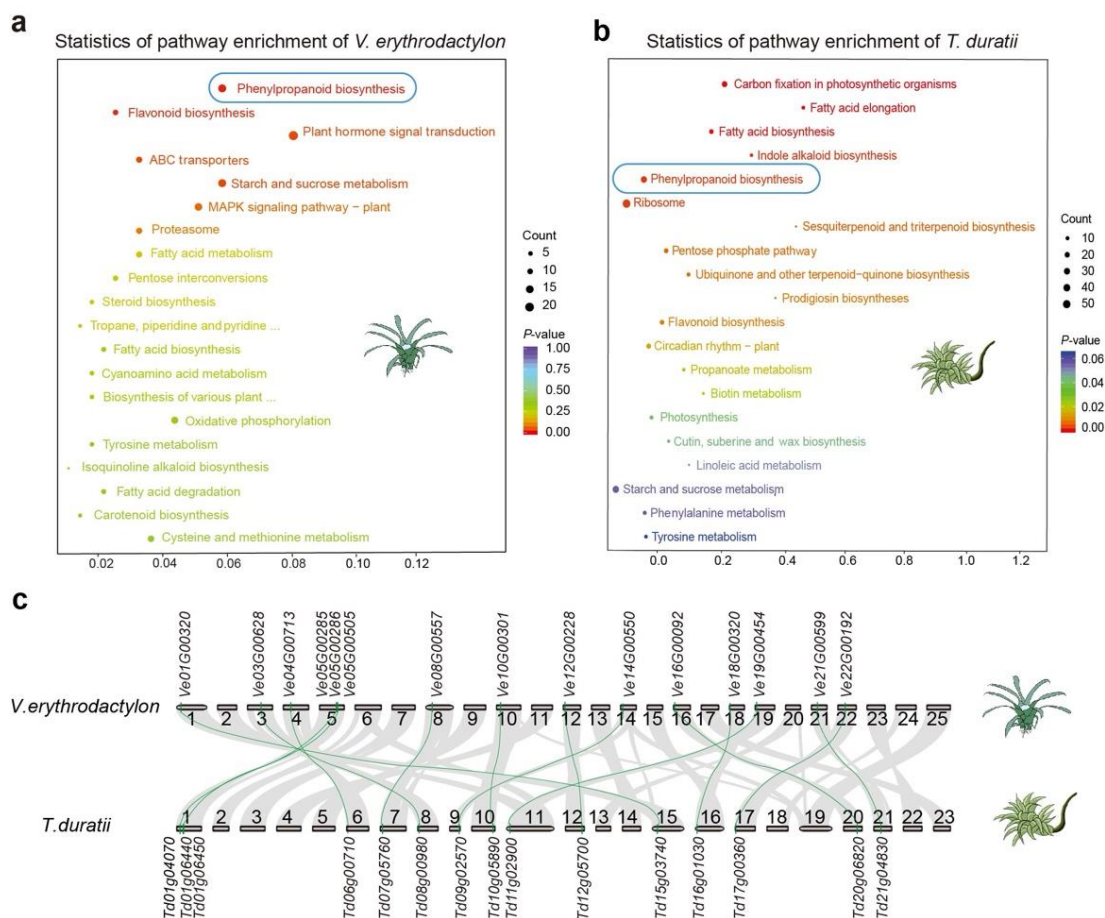 a
Statistics of pathway enrichment of V. erythrodactylon
Phenylpropanoid biosynthesis
Flavonoid biosynthesis
Plant hormone signal transduction
ABC transporters
Starch and sucrose metabolism
MAPK signaling pathway − plant
Proteasome
Fatty acid metabolism
Pentose interconversions
Steroid biosynthesis
Tropane, piperidine and pyridine ...
Fatty acid biosynthesis
Cyanoamino acid metabolism
Biosynthesis of various plant ...
Oxidative phosphorylation
Tyrosine metabolism
Isoquinoline alkaloid biosynthesis
Fatty acid degradation
Carotenoid biosynthesis
Cysteine and methionine metabolism
0.02 0.04 0.06 0.08 0.10 0.12
Count
5
10
15
20
P-value
1.00
0.75
0.50
0.25
0.00
b
Statistics of pathway enrichment of T. duratii
Carbon fixation in photosynthetic organisms
Fatty acid elongation
Fatty acid biosynthesis
Indole alkaloid biosynthesis
Phenylpropanoid biosynthesis
Ribosome
Sesquiterpenoid and triterpenoid biosynthesis
Pentose phosphate pathway
Ubiquinone and other terpenoid−quinone biosynthesis
Prodigiosin biosyntheses
Flavonoid biosynthesis
Circadian rhythm − plant
Propanoate metabolism
Biotin metabolism
Photosynthesis
Cutin, suberine and wax biosynthesis
Linoleic acid metabolism
Starch and sucrose metabolism
Phenylalanine metabolism
Tyrosine metabolism
0.0 0.2 0.4 0.6 0.8 1.0 1.2
Count
10
20
30
40
50
P-value
0.06
0.04
0.02
0.00
c
Ve01G00320
Ve03G00628
Ve04G00713
Ve05G00285
Ve05G00286
Ve05G00505
Ve08G00557
Ve10G00301
Ve12G00228
Ve14G00550
Ve16G00092
Ve18G00320
Ve19G00454
Ve21G00599
Ve22G00192
V.erythrodactylon
1 2 3 4 5 6 7 8 9 10 11 12 13 14 15 16 17 18 19 20 21 22 23 24 25
T.duratii
1 2 3 4 5 6 7 8 9 10 11 12 13 14 15 16 17 18 19 20 21 22 23
Td01g04070
Td01g06440
Td01g06450
Td06g00710
Td07g05760
Td08g00980
Td09g02570
Td10g05890
Td11g02900
Td12g05700
Td15g03740
Td16g01030
Td17g00360
Td20g06820
Td21g04830